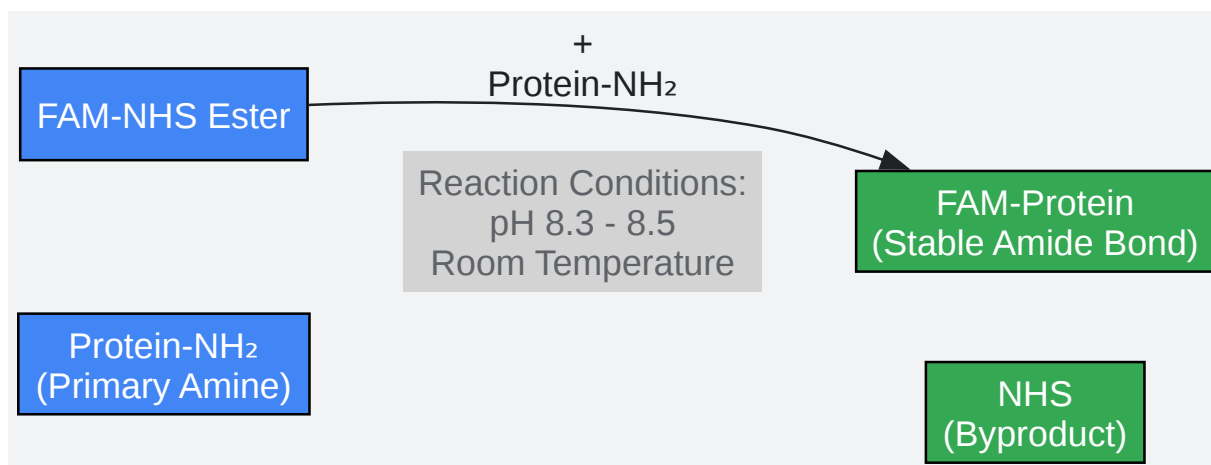 +
Protein-NH₂
FAM-NHS Ester
Reaction Conditions:
pH 8.3 - 8.5
Room Temperature
FAM-Protein
(Stable Amide Bond)
Protein-NH₂
(Primary Amine)
NHS
(Byproduct)